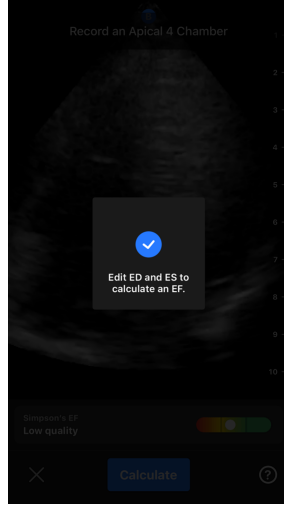 Record an Apical 4 Chamber
1
2
3
4
5
6
7
8
9
10
Edit ED and ES to
calculate an EF.
Simpson's EF
Low quality
Calculate
?